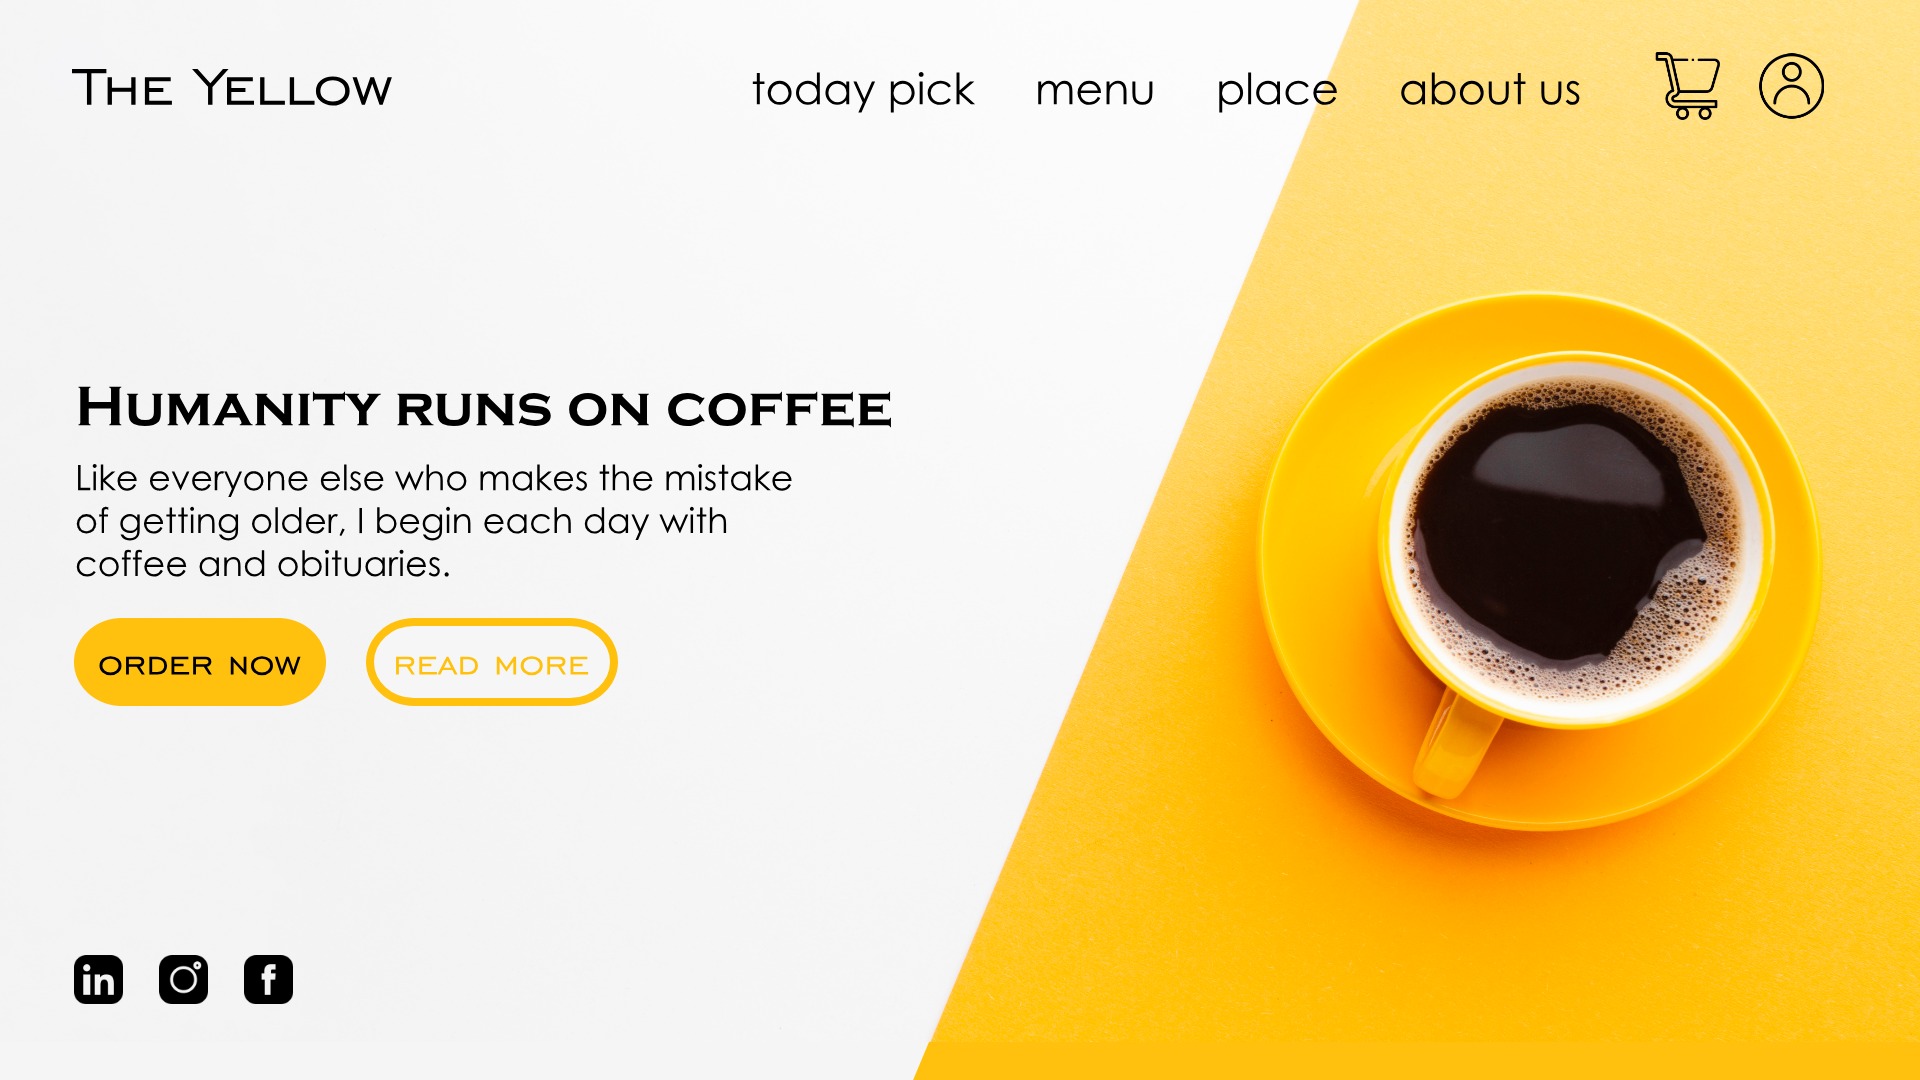 The Yellow
today pick
menu
place
about us
Humanity runs on coffee
Like everyone else who makes the mistake
of getting older, I begin each day with
coffee and obituaries.
ORDER NOW
READ MORE
in
f